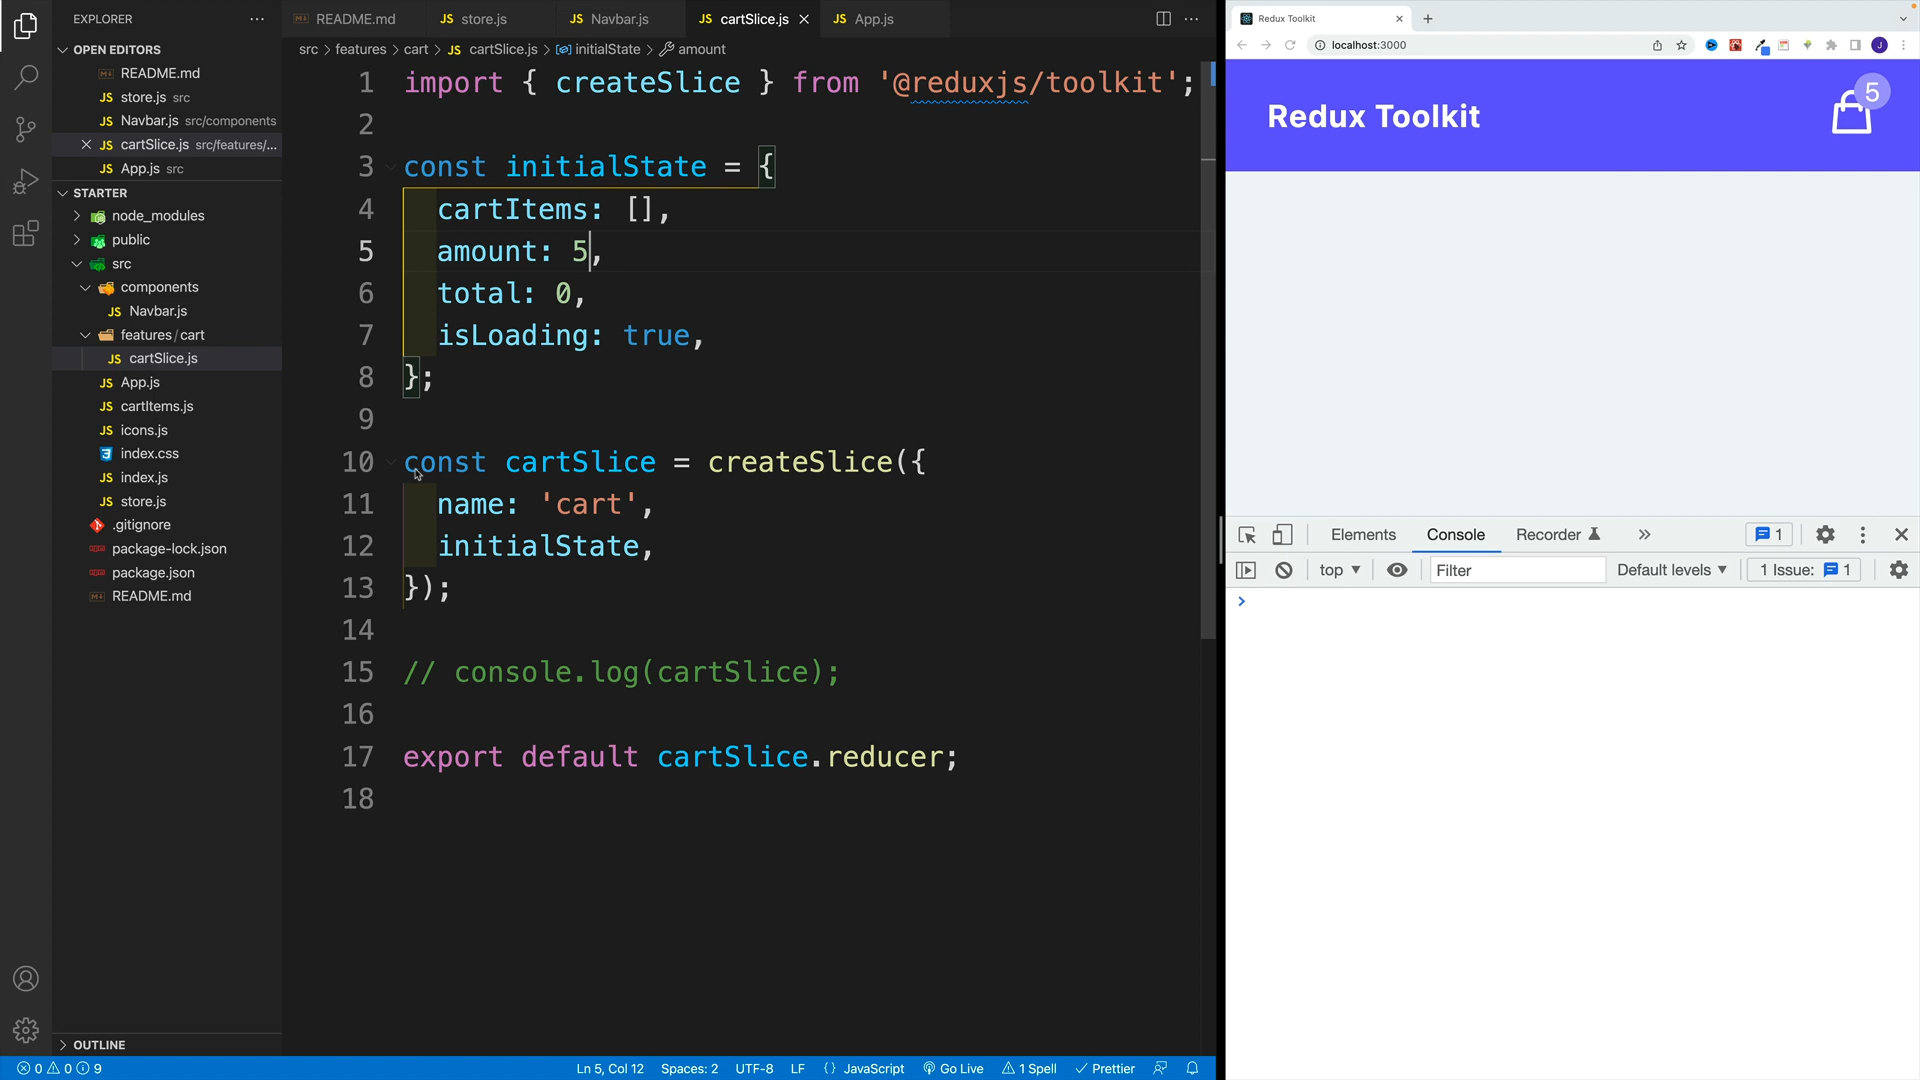 EXPLORER
OPEN EDITORS
README.md
store.js src
Navbar.js src/components
cartSlice.js src/features/...
App.js src
STARTER
node_modules
public
src
components
Navbar.js
features / cart
cartSlice.js
App.js
cartItems.js
icons.js
index.css
index.js
store.js
.gitignore
package-lock.json
package.json
README.md
OUTLINE
README.md store.js Navbar.js cartSlice.js App.js
src > features > cart > JS cartSlice.js > initialState > amount
1 import { createSlice } from '@reduxjs/toolkit';
2
3 const initialState = {
4 cartItems: [],
5 amount: 5,
6 total: 0,
7 isLoading: true,
8 };
9
10 const cartSlice = createSlice({
11 name: 'cart',
12 initialState,
13 });
14
15 // console.log(cartSlice);
16
17 export default cartSlice.reducer;
18
0 0 9
Ln 5, Col 12 Spaces: 2 UTF-8 LF {} JavaScript Go Live 1 Spell Prettier
Redux Toolkit
localhost:3000
J
Redux Toolkit
5
Elements Console Recorder 1
top Filter Default levels 1 Issue: 1